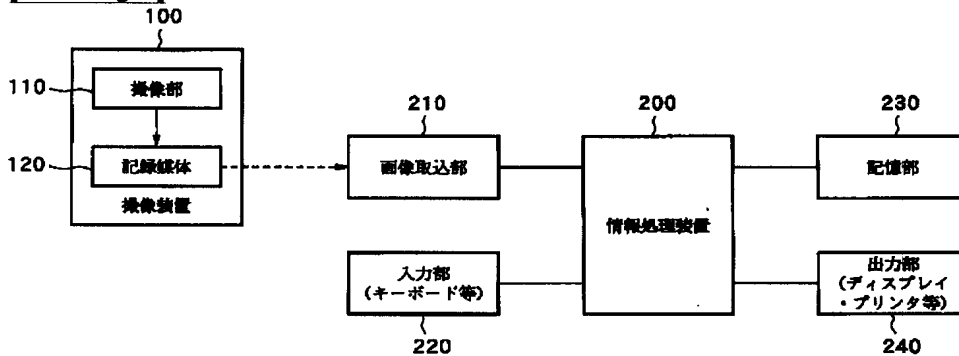 100
110
撮像部
120
記録媒体
撮像装置
210
画像取込部
200
情報処理装置
230
記憶部
入力部
(キーボード等)
220
出力部
(ディスプレイ
・プリンタ等)
240